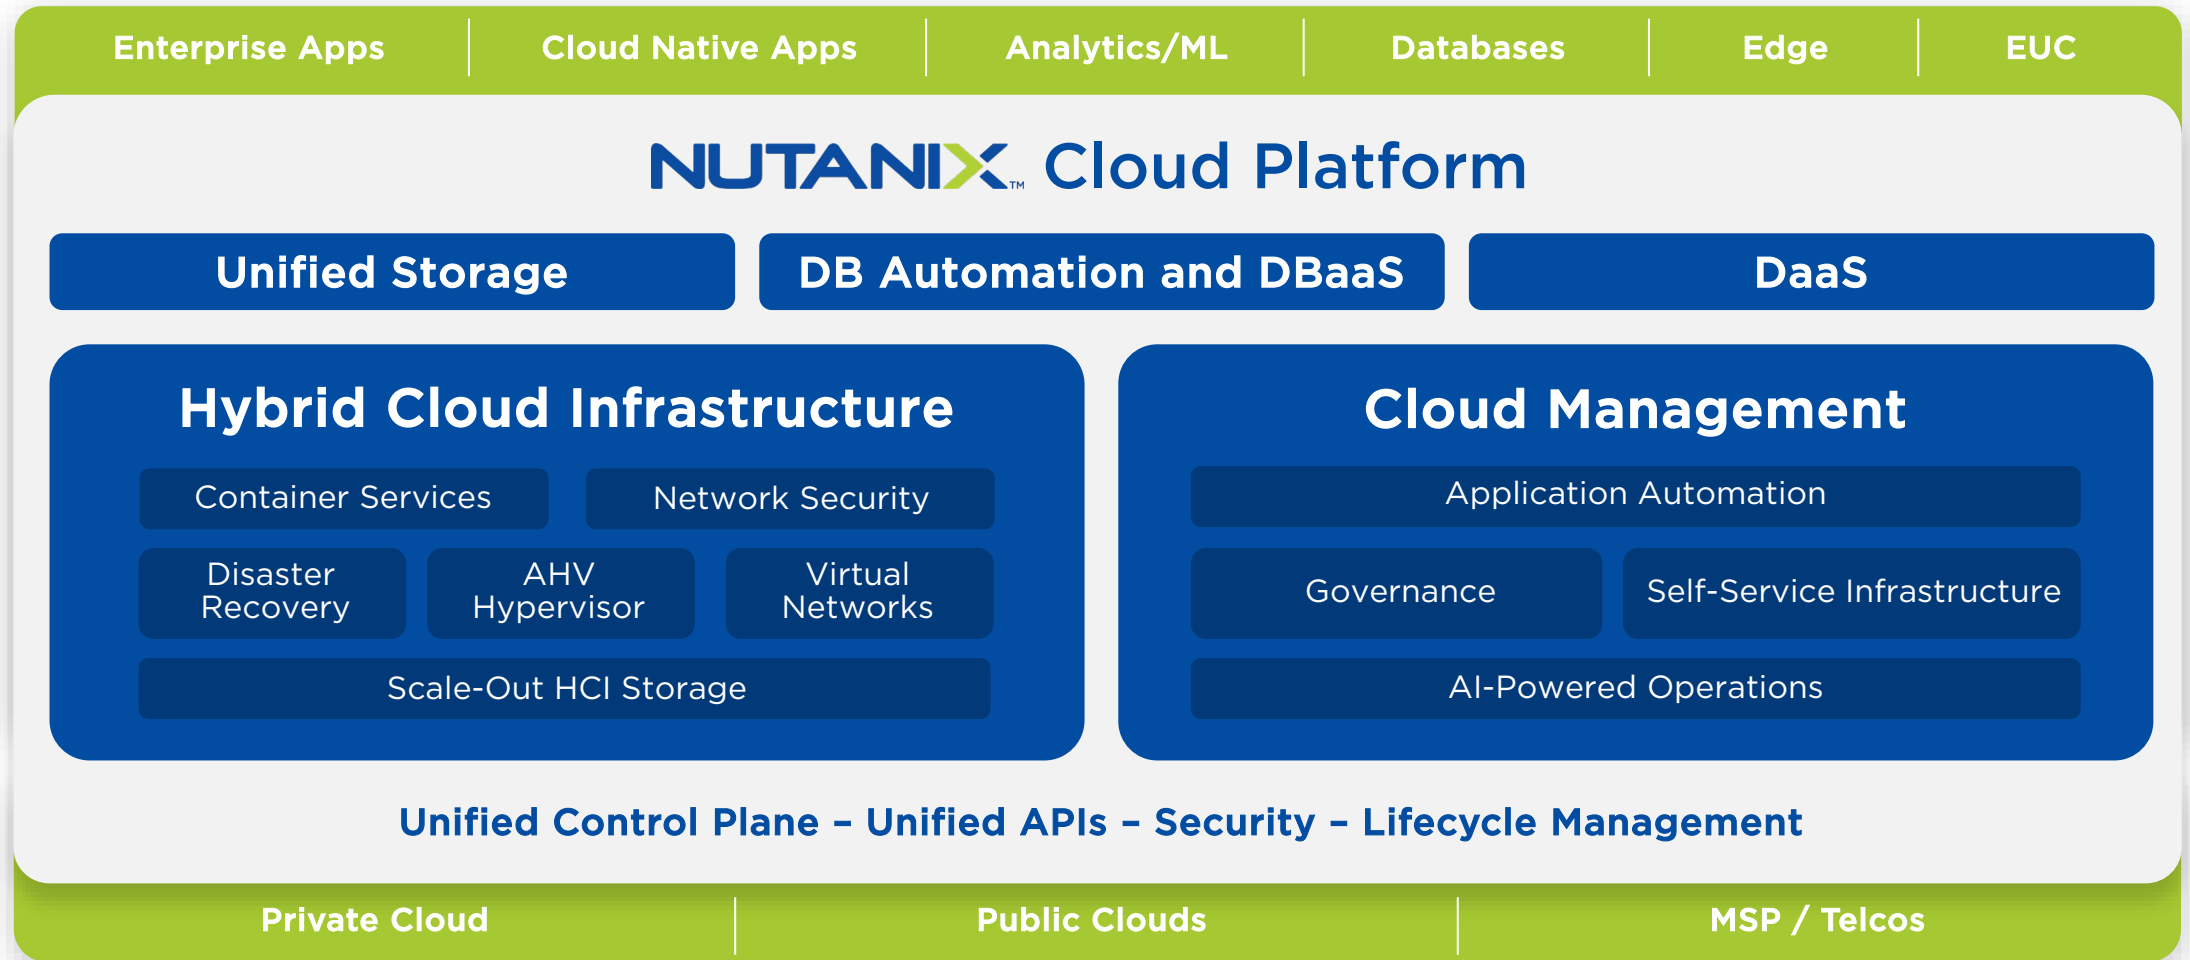 Enterprise Apps
Cloud Native Apps
Analytics/ML
Databases
Edge
EUC
NUTANIX™ Cloud Platform
Unified Storage
DB Automation and DBaaS
DaaS
Hybrid Cloud Infrastructure
Container Services
Network Security
Disaster
Recovery
AHV
Hypervisor
Virtual
Networks
Scale-Out HCI Storage
Cloud Management
Application Automation
Governance
Self-Service Infrastructure
AI-Powered Operations
Unified Control Plane – Unified APIs – Security – Lifecycle Management
Private Cloud
Public Clouds
MSP / Telcos